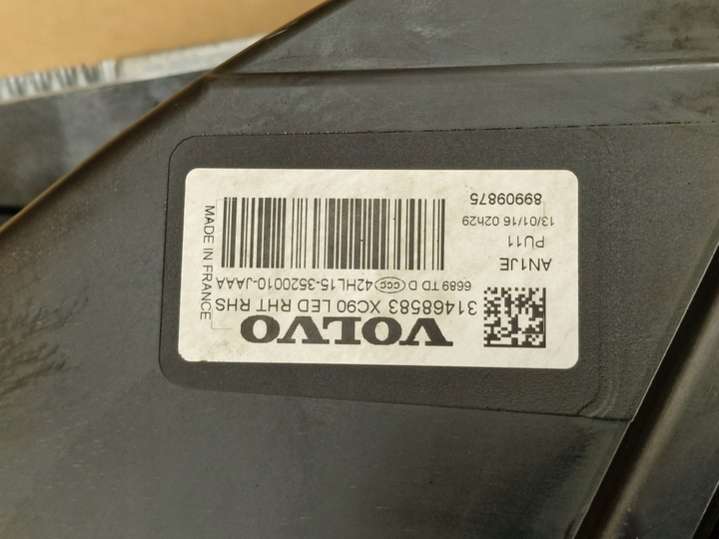 VOLVO
31468583 XC90 LED RHT RHS
6689 TD D CCC 42HL15-3520010-JAAA
AN1JE
PU11
13/01/16 02h29
89909875
MADE IN FRANCE